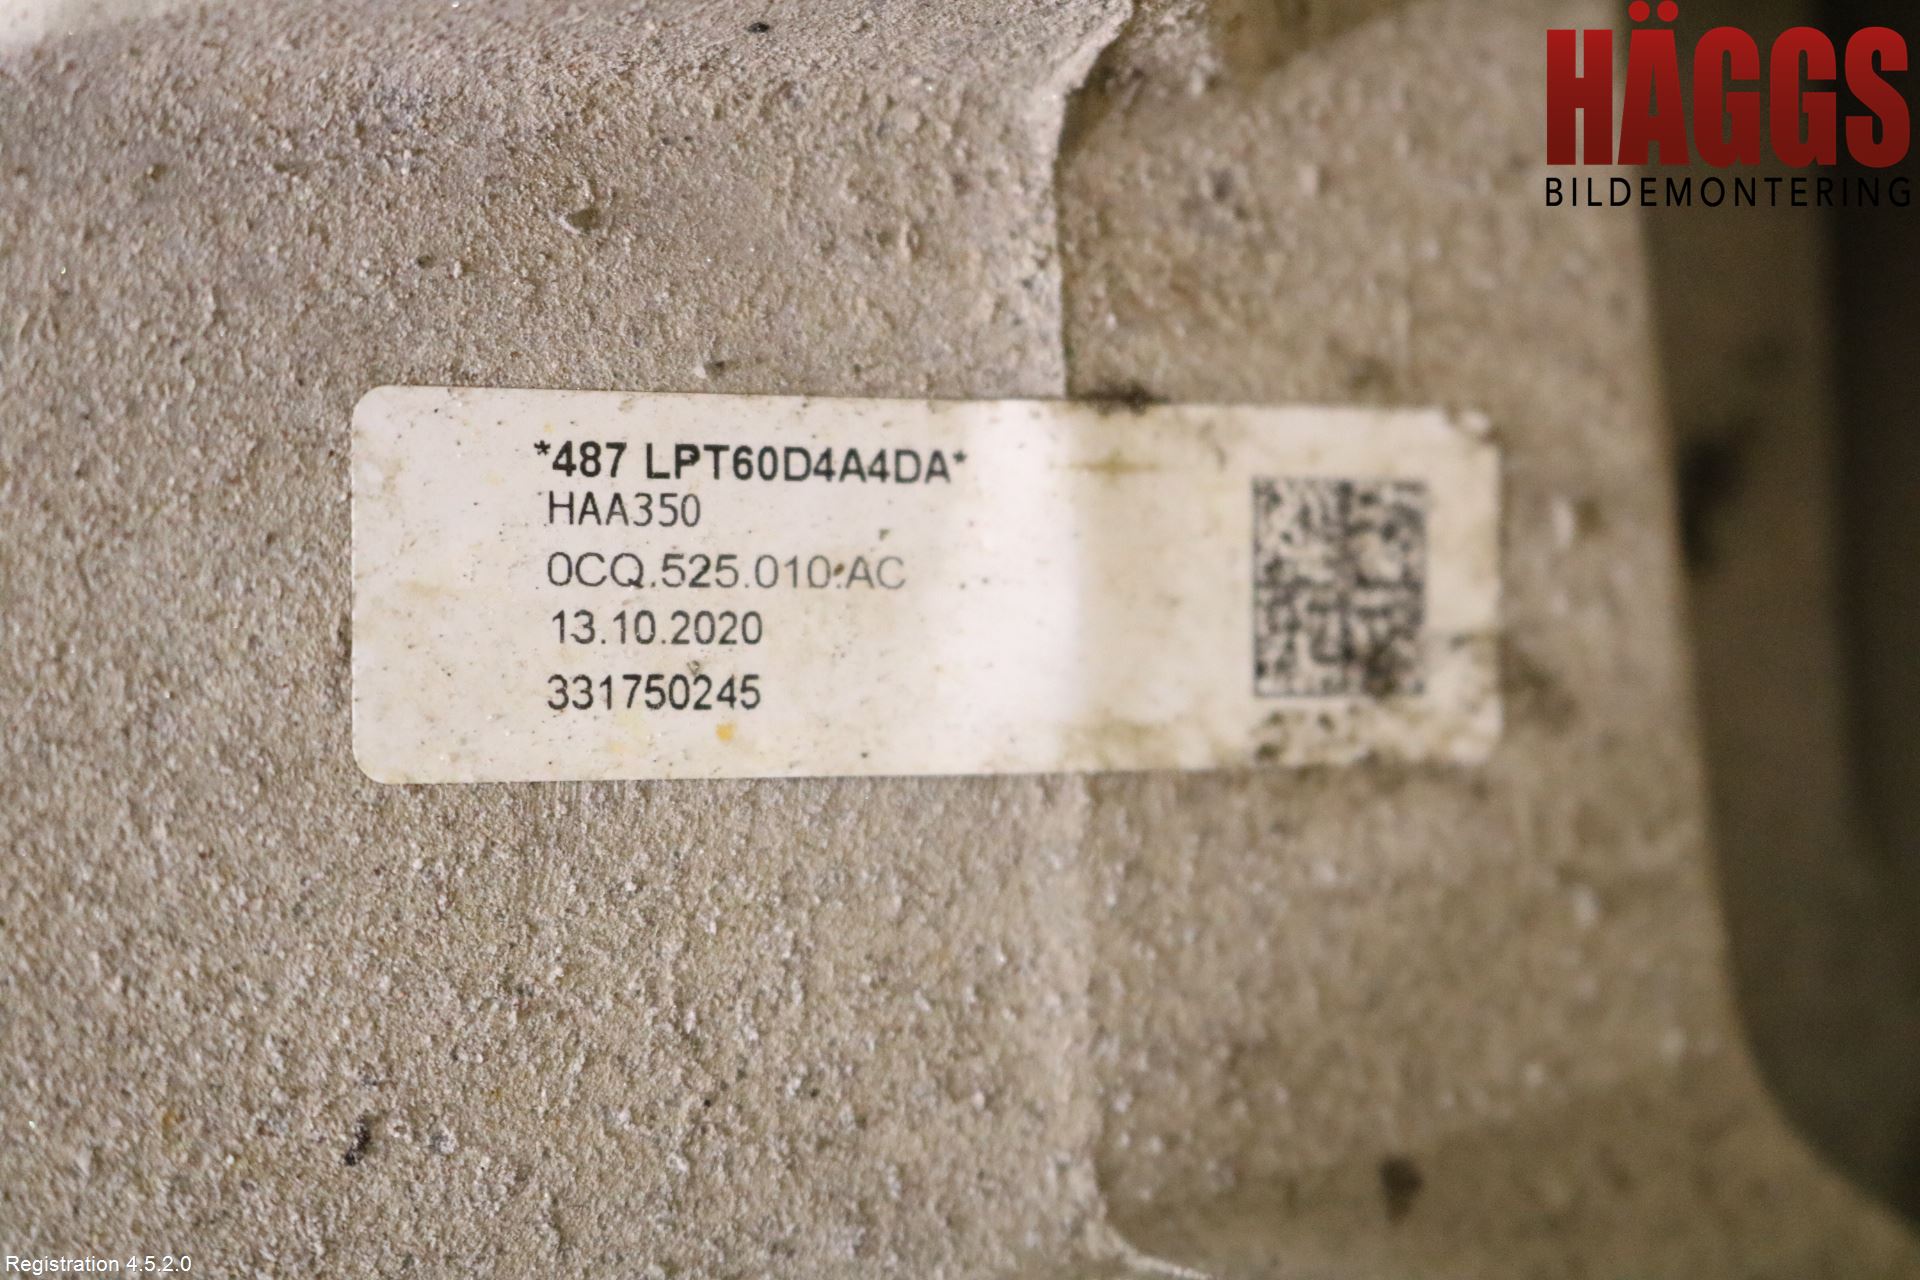 HÄGGS
BILDEMONTERING
*487 LPT60D4A4DA*
HAA350
0CQ.525.010.AC
13.10.2020
331750245
Registration 4.5.2.0